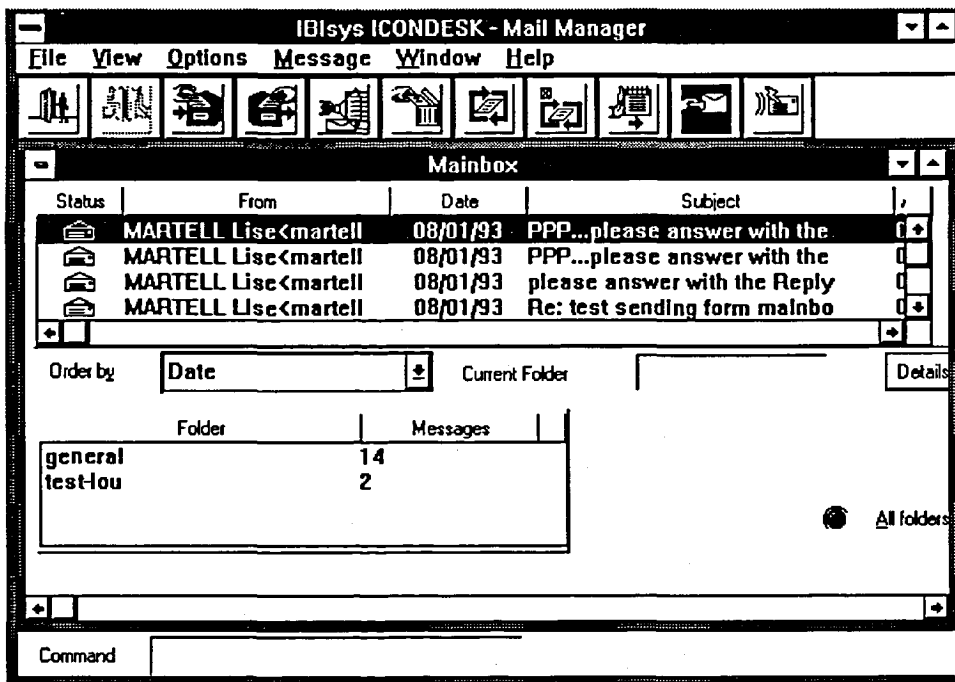 IBIsys ICONDESK - Mail Manager
File View Options Message Window Help
Mainbox
Status From Date Subject
MARTELL Lise<martell 08/01/93 PPP...please answer with the
MARTELL Lise<martell 08/01/93 PPP...please answer with the
MARTELL Lise<martell 08/01/93 please answer with the Reply
MARTELL Lise<martell 08/01/93 Re: test sending form mainbo
Order by Date Current Folder Details
Folder Messages
general 14
test-lou 2
All folders
Command